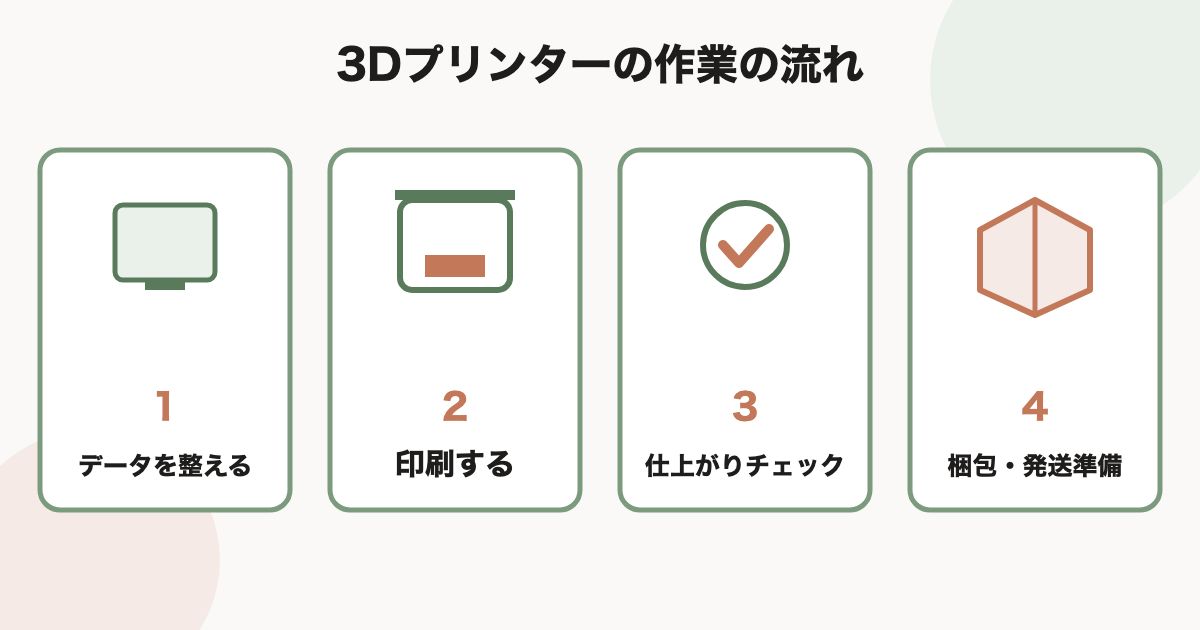 3Dプリンターの作業の流れ
1
データを整える
2
印刷する
3
仕上がりチェック
4
梱包・発送準備